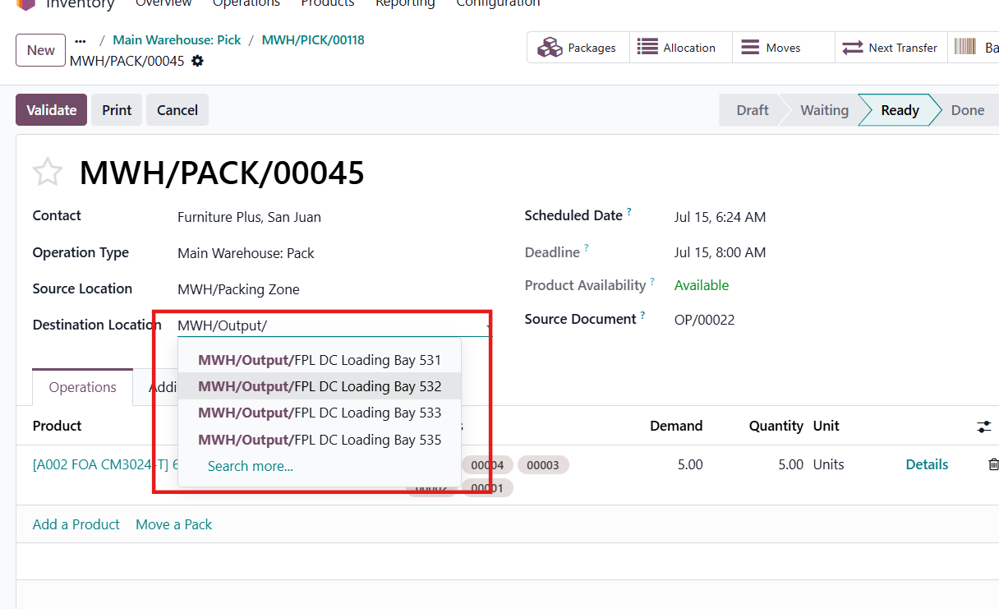 Inventory Overview Operations Products Reporting Configuration
New
... / Main Warehouse: Pick / MWH/PICK/00118
MWH/PACK/00045
Packages
Allocation
Moves
Next Transfer
Validate
Print
Cancel
Draft
Waiting
Ready
Done
MWH/PACK/00045
Contact
Furniture Plus, San Juan
Operation Type
Main Warehouse: Pack
Source Location
MWH/Packing Zone
Destination Location
MWH/Output/
MWH/Output/FPL DC Loading Bay 531
MWH/Output/FPL DC Loading Bay 532
MWH/Output/FPL DC Loading Bay 533
MWH/Output/FPL DC Loading Bay 535
Search more...
Scheduled Date ?
Jul 15, 6:24 AM
Deadline ?
Jul 15, 8:00 AM
Product Availability ?
Available
Source Document ?
OP/00022
Operations
Product
Demand
Quantity
Unit
[A002 FOA CM3024-T] 6
00004
00003
00002
00001
5.00
5.00
Units
Details
Add a Product
Move a Pack